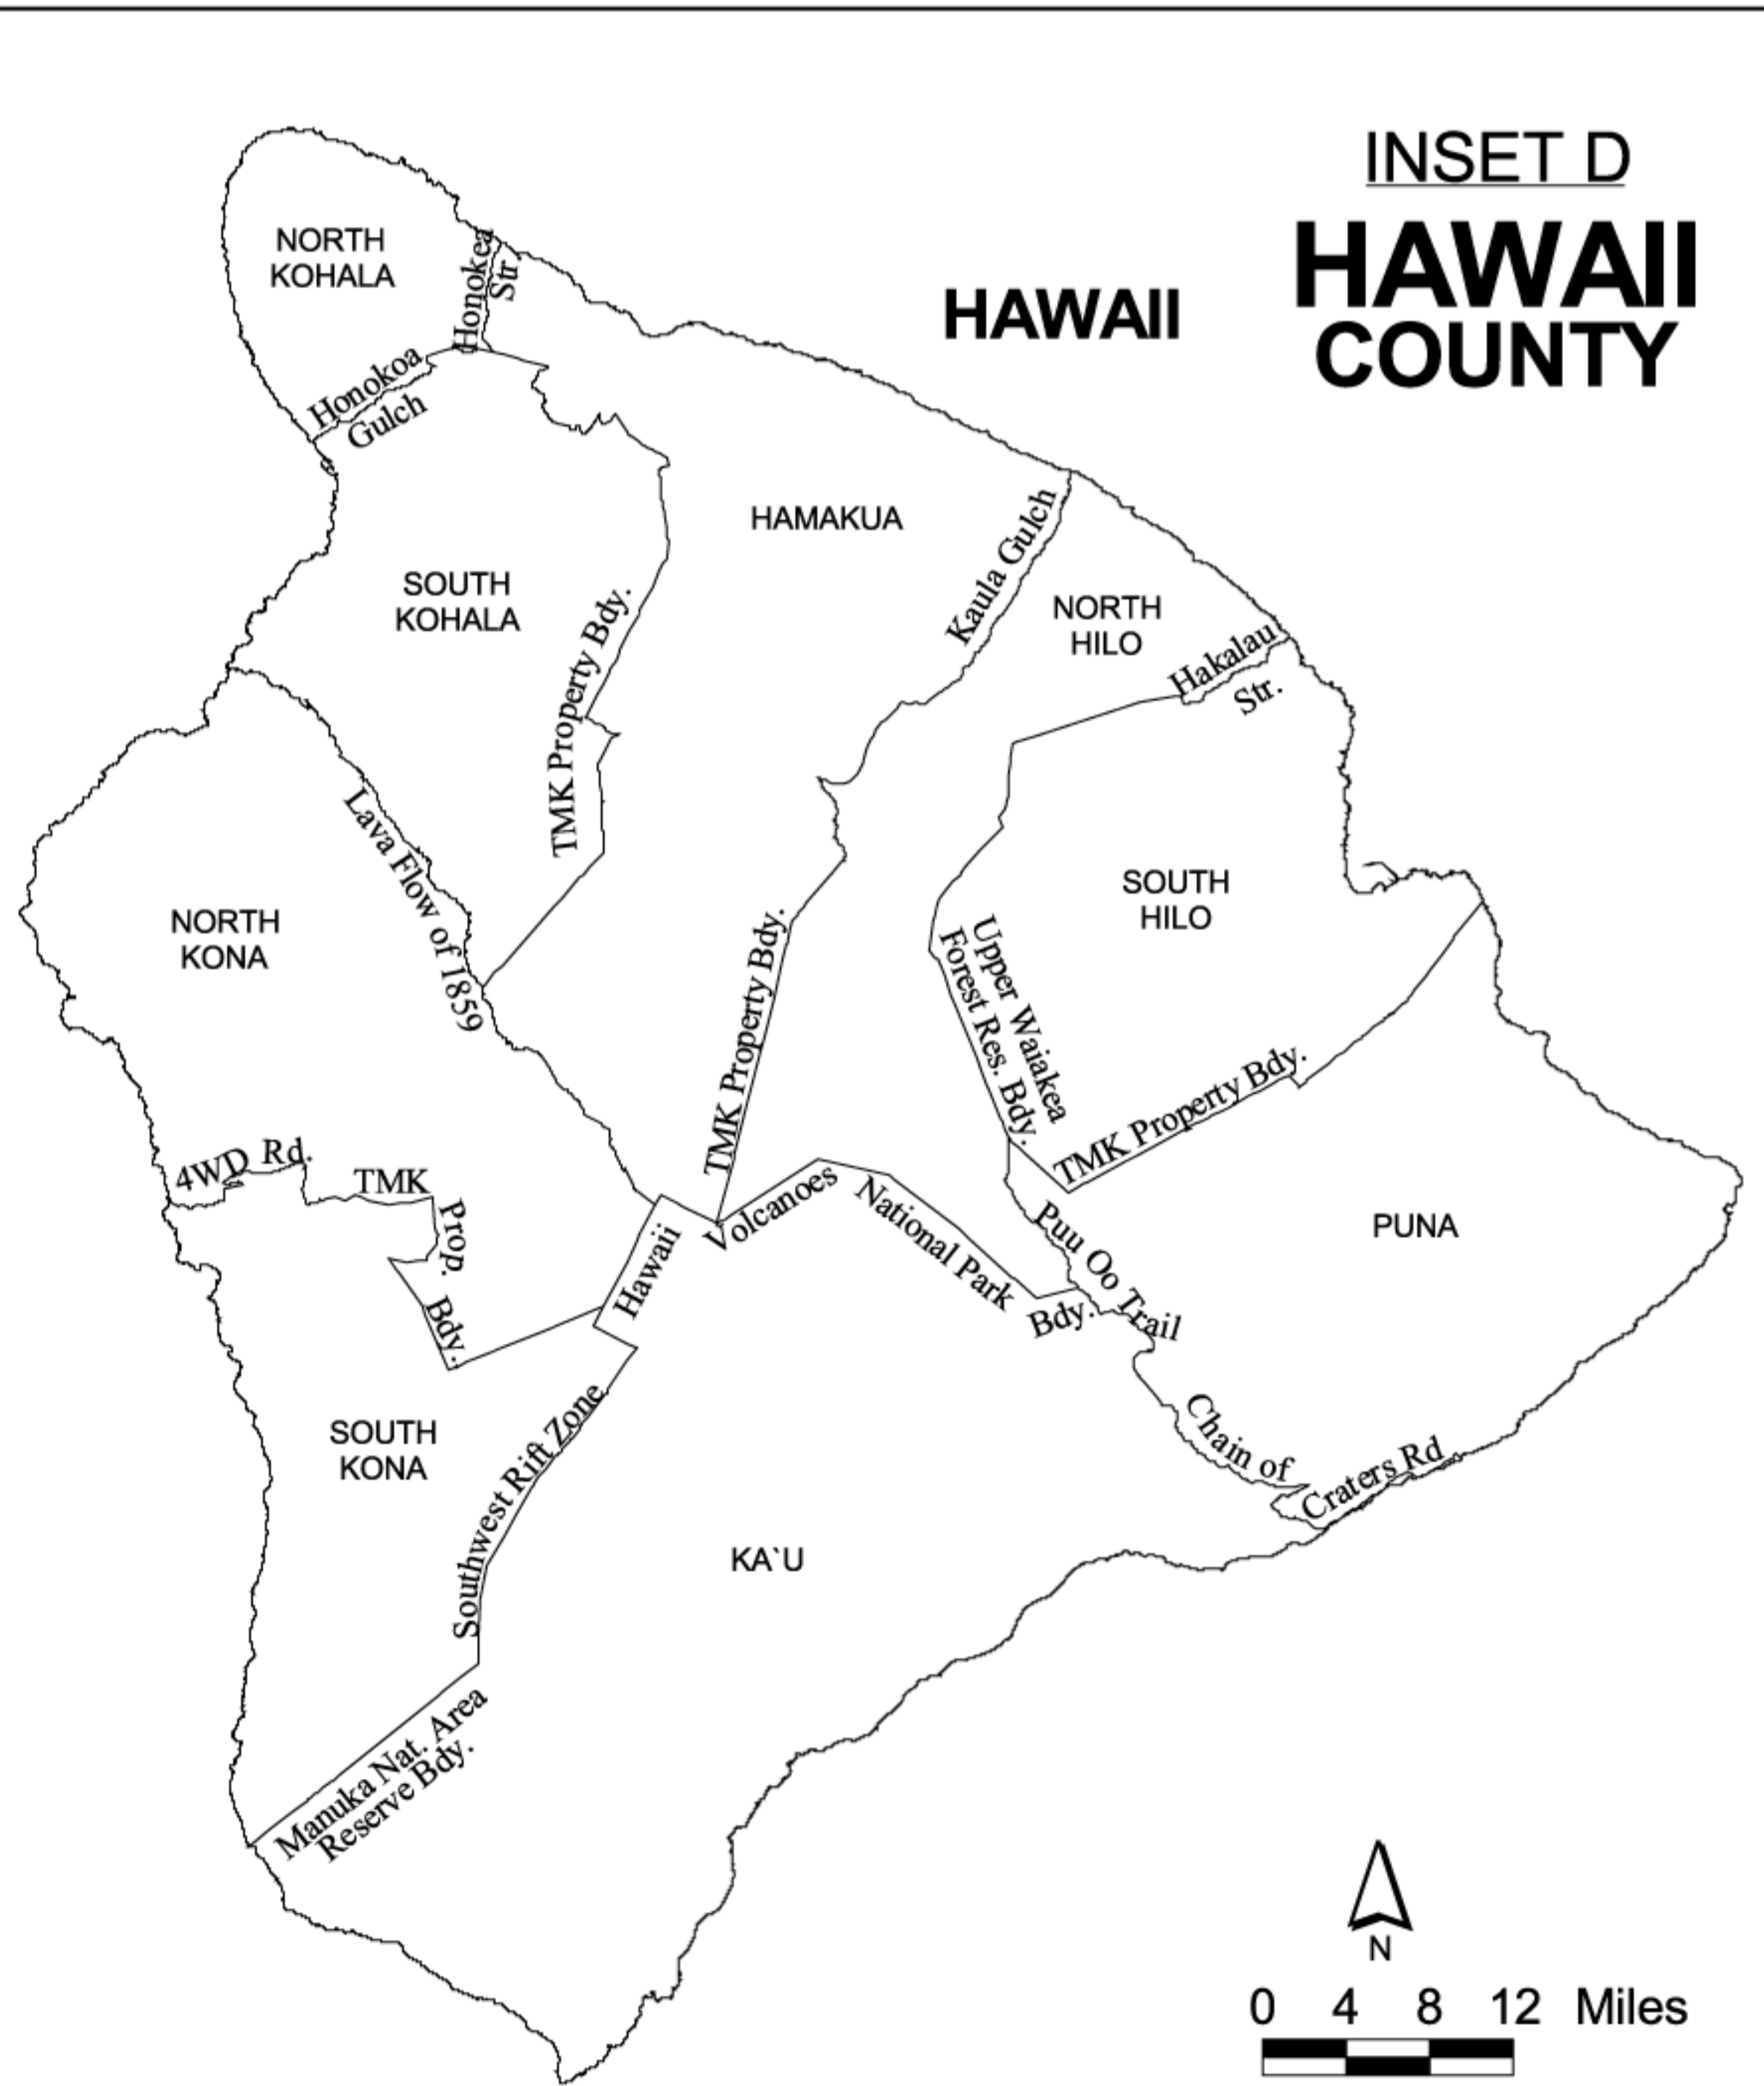 INSET D
HAWAII
COUNTY
HAWAII
NORTH
KOHALA
Honokea
Str.
Honokoa
Gulch
HAMAKUA
Kaula Gulch
SOUTH
KOHALA
NORTH
HILO
Hakalau
Str.
TMK Property Bdy.
Lava Flow of 1859
NORTH
KONA
SOUTH
HILO
Upper Waiakea
Forest Res. Bdy.
TMK Property Bdy.
TMK Property Bdy.
4WD Rd.
TMK
Prop.
Bdy.
Hawaii
Volcanoes
National Park
Bdy.
Puu Oo Trail
PUNA
SOUTH
KONA
Southwest Rift Zone
Chain of
Craters Rd
KA`U
Manuka Nat. Area
Reserve Bdy.
N
0 4 8 12 Miles